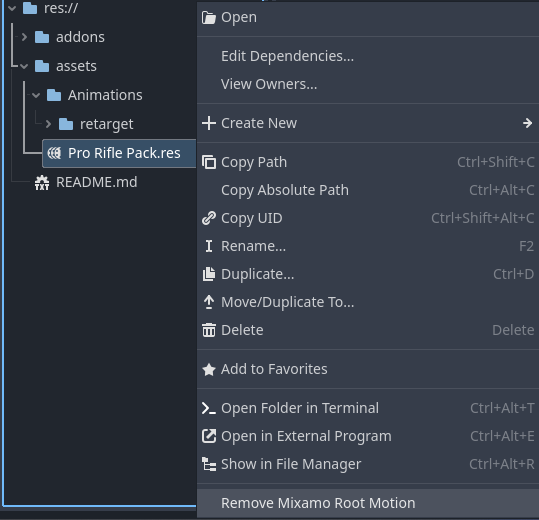 res://
addons
assets
Animations
retarget
Pro Rifle Pack.res
README.md
Open
Edit Dependencies...
View Owners...
Create New
Copy Path Ctrl+Shift+C
Copy Absolute Path Ctrl+Alt+C
Copy UID Ctrl+Shift+Alt+C
Rename... F2
Duplicate... Ctrl+D
Move/Duplicate To...
Delete Delete
Add to Favorites
Open Folder in Terminal Ctrl+Alt+T
Open in External Program Ctrl+Alt+E
Show in File Manager Ctrl+Alt+R
Remove Mixamo Root Motion